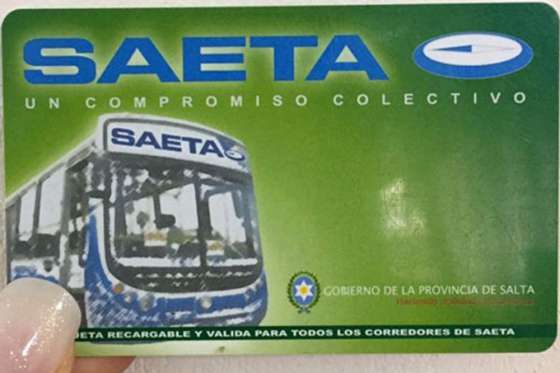 SAETA
UN COMPROMISO COLECTIVO
SAETA
GOBIERNO DE LA PROVINCIA DE SALTA
RECARGABLE Y VALIDA PARA TODOS LOS CORREDORES DE SAETA